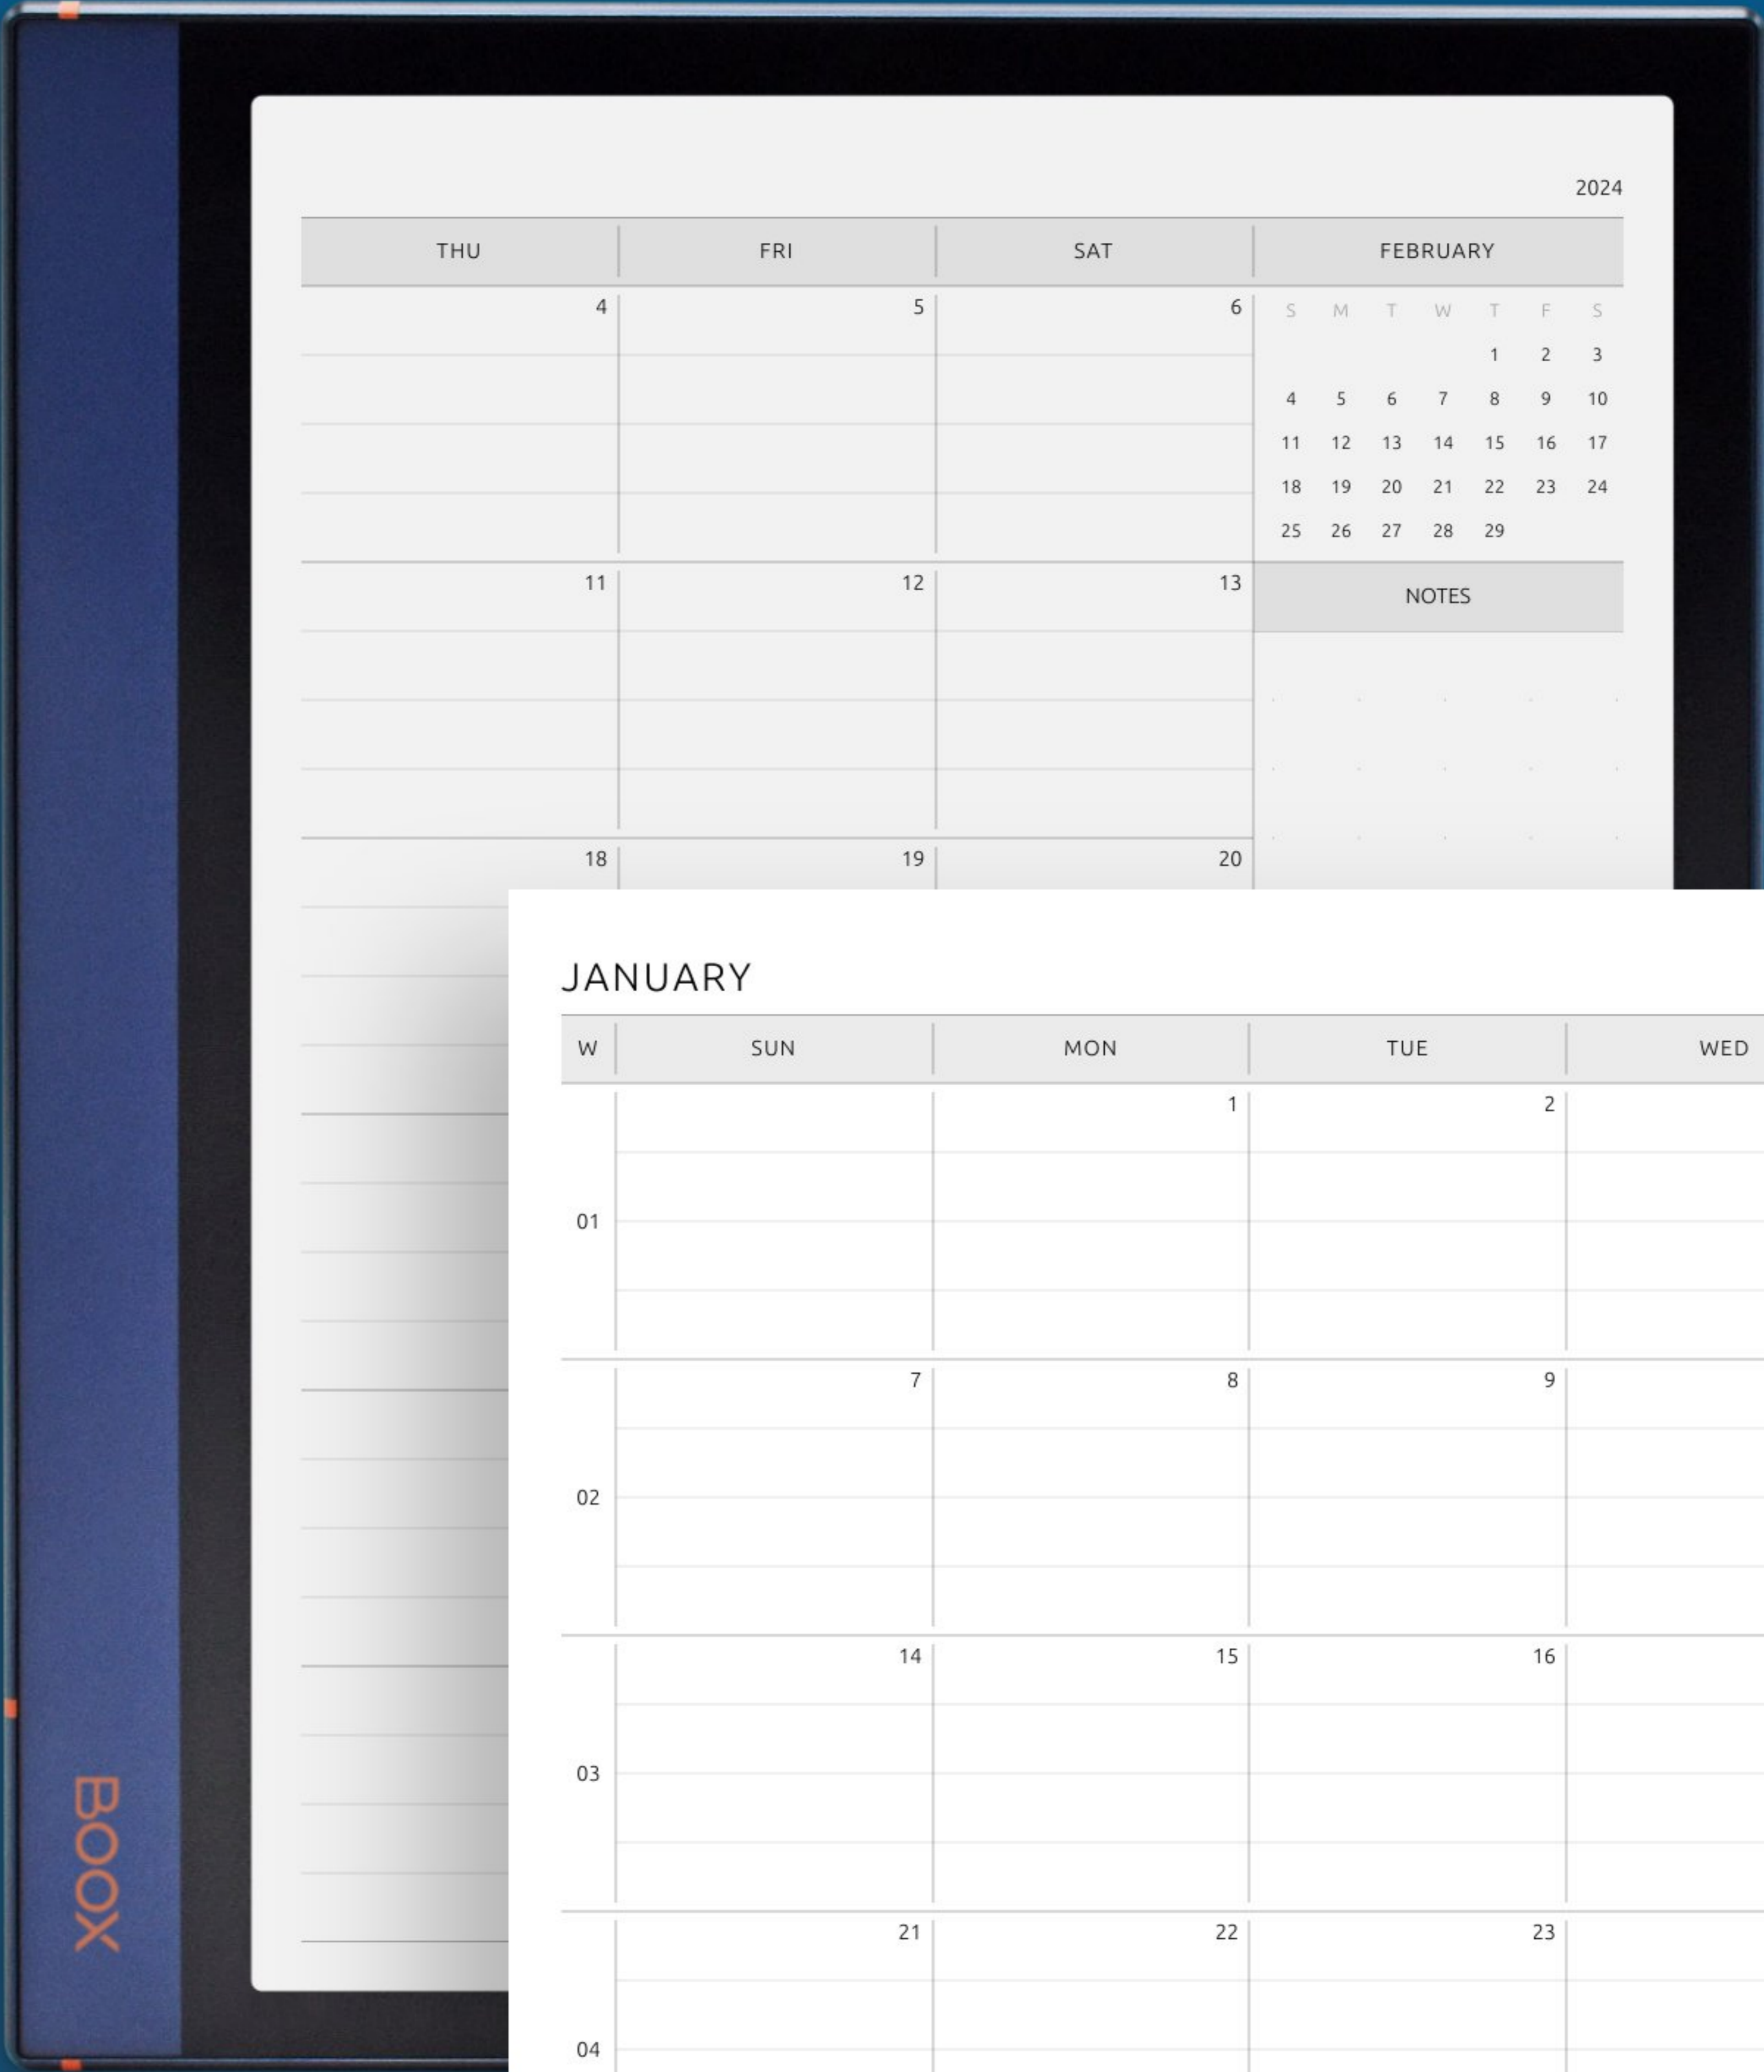 2024
THU FRI SAT FEBRUARY
4 5 6
S M T W T F S
1 2 3
4 5 6 7 8 9 10
11 12 13 14 15 16 17
18 19 20 21 22 23 24
25 26 27 28 29
11 12 13 NOTES
18 19 20
JANUARY
W SUN MON TUE WED
1 2
01
7 8 9
02
14 15 16
03
21 22 23
04
BOOX